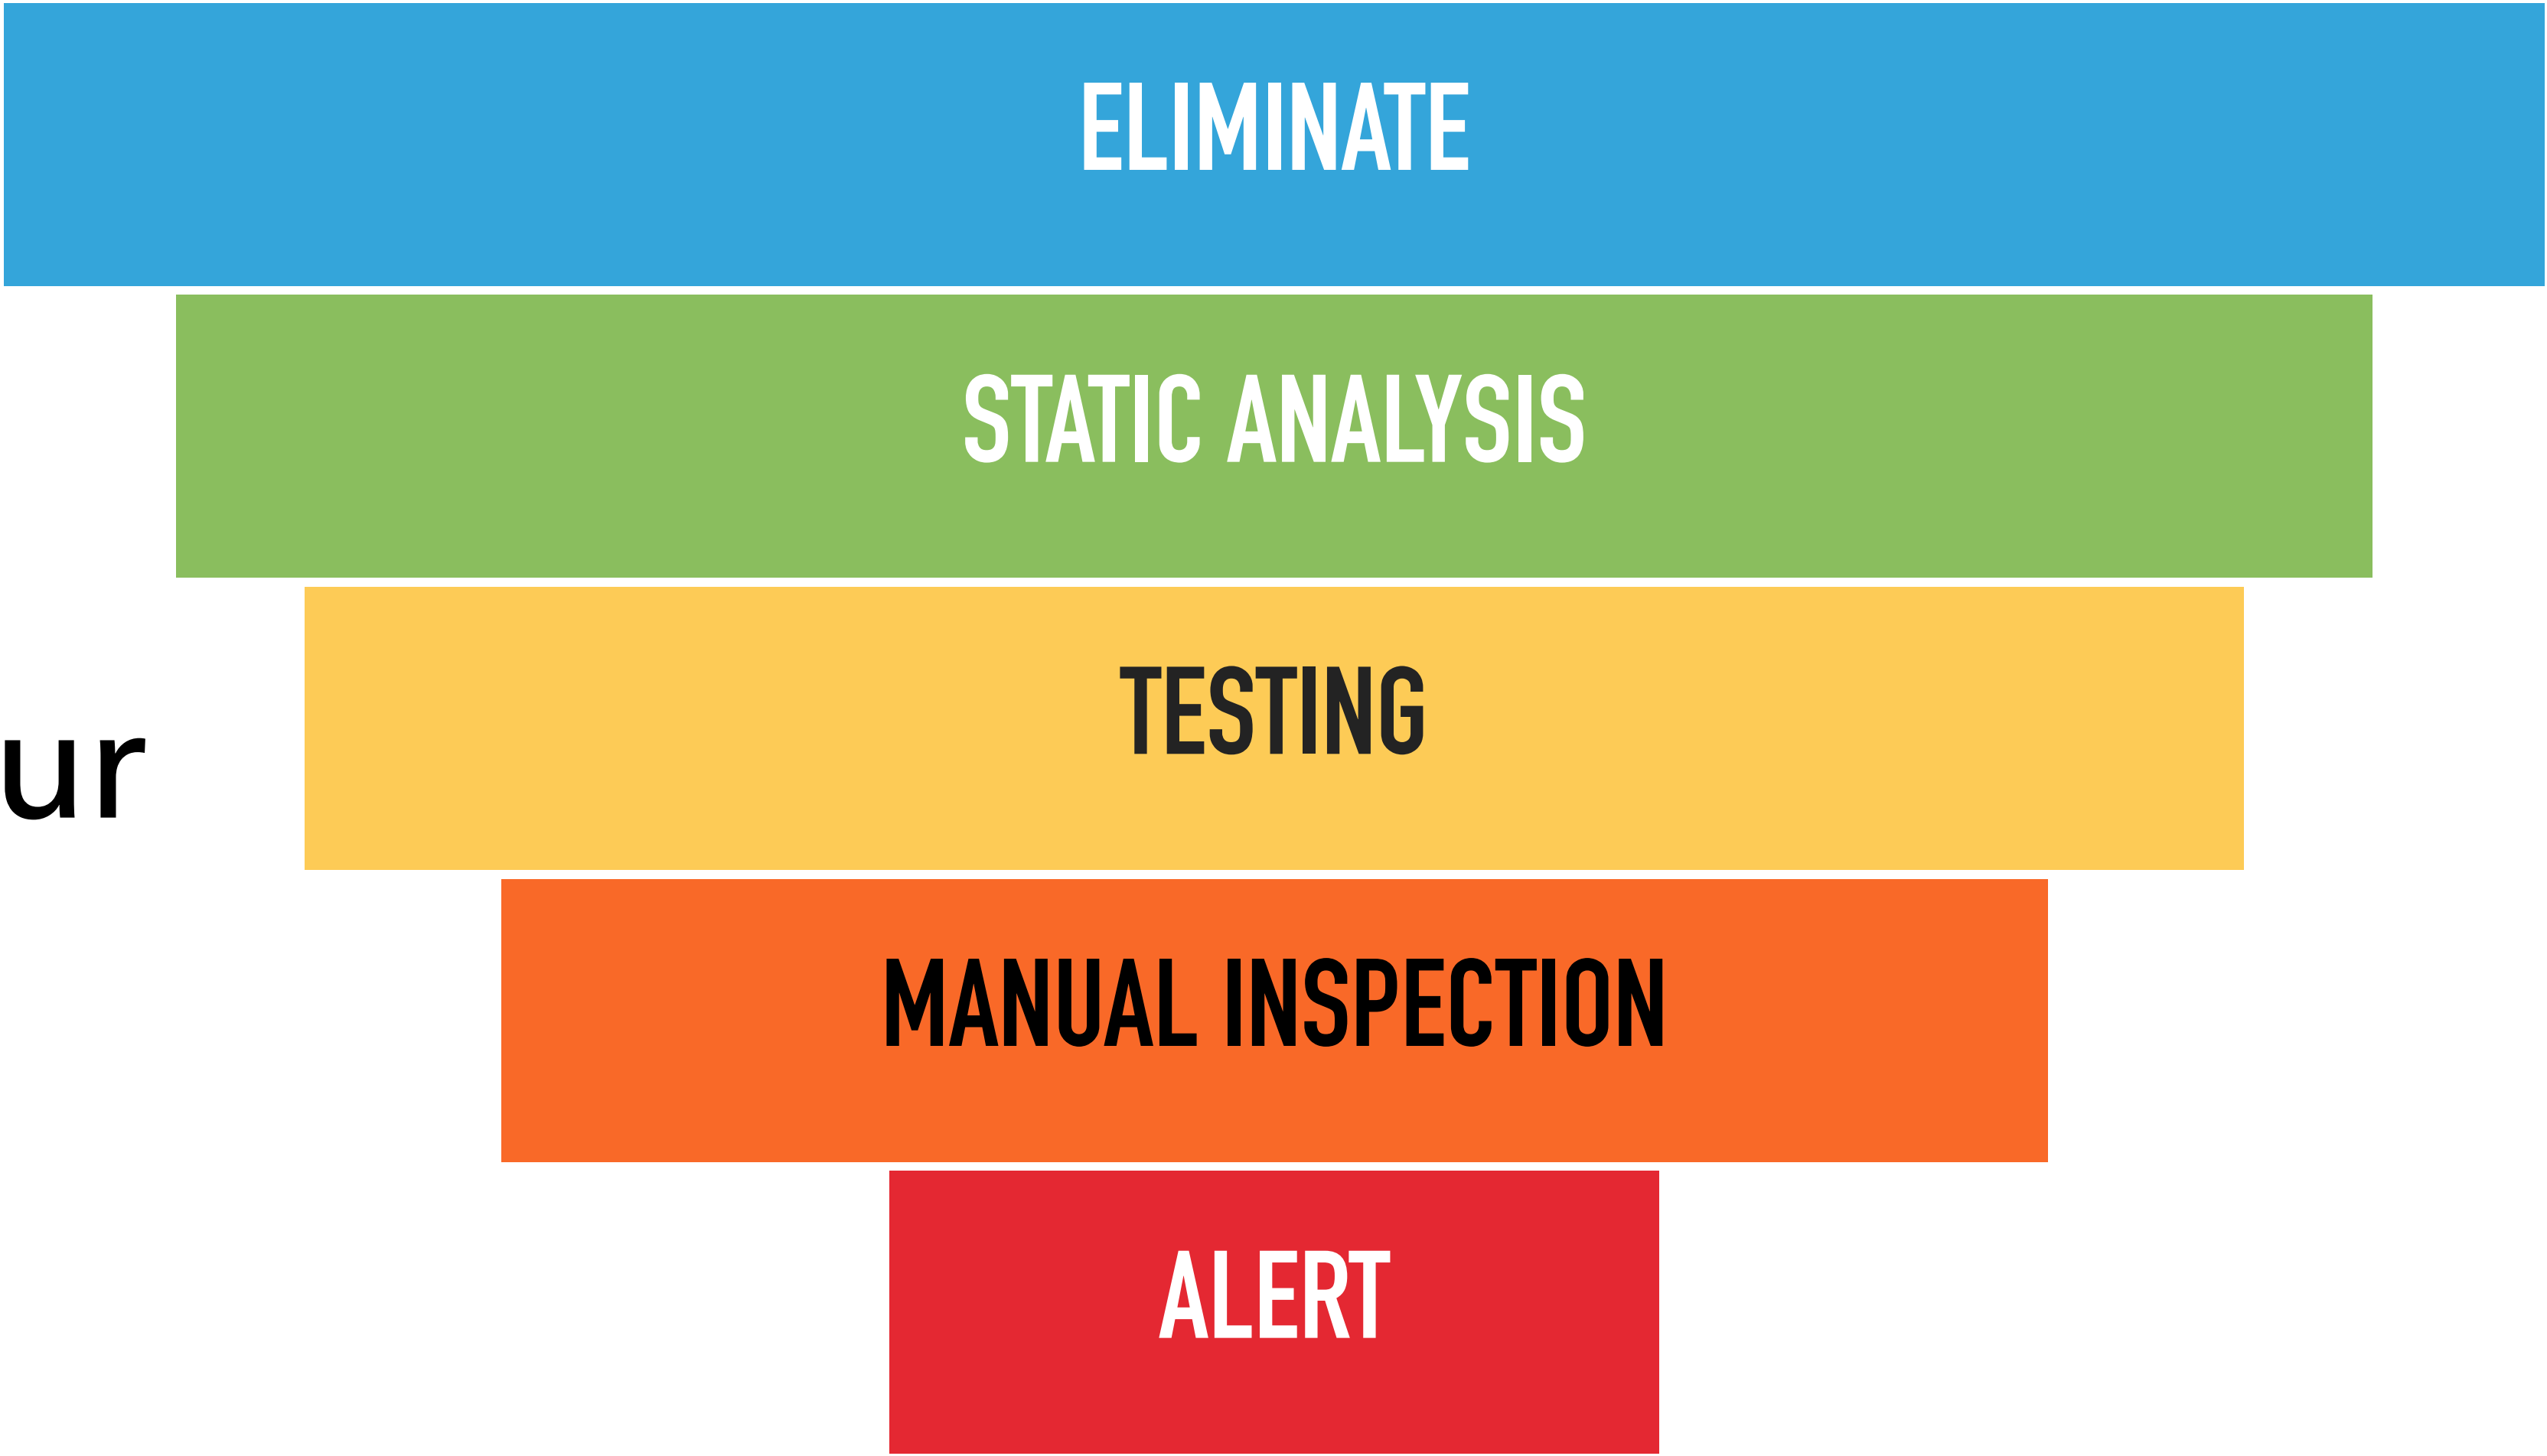 ELIMINATE
STATIC ANALYSIS
TESTING
ur
MANUAL INSPECTION
ALERT